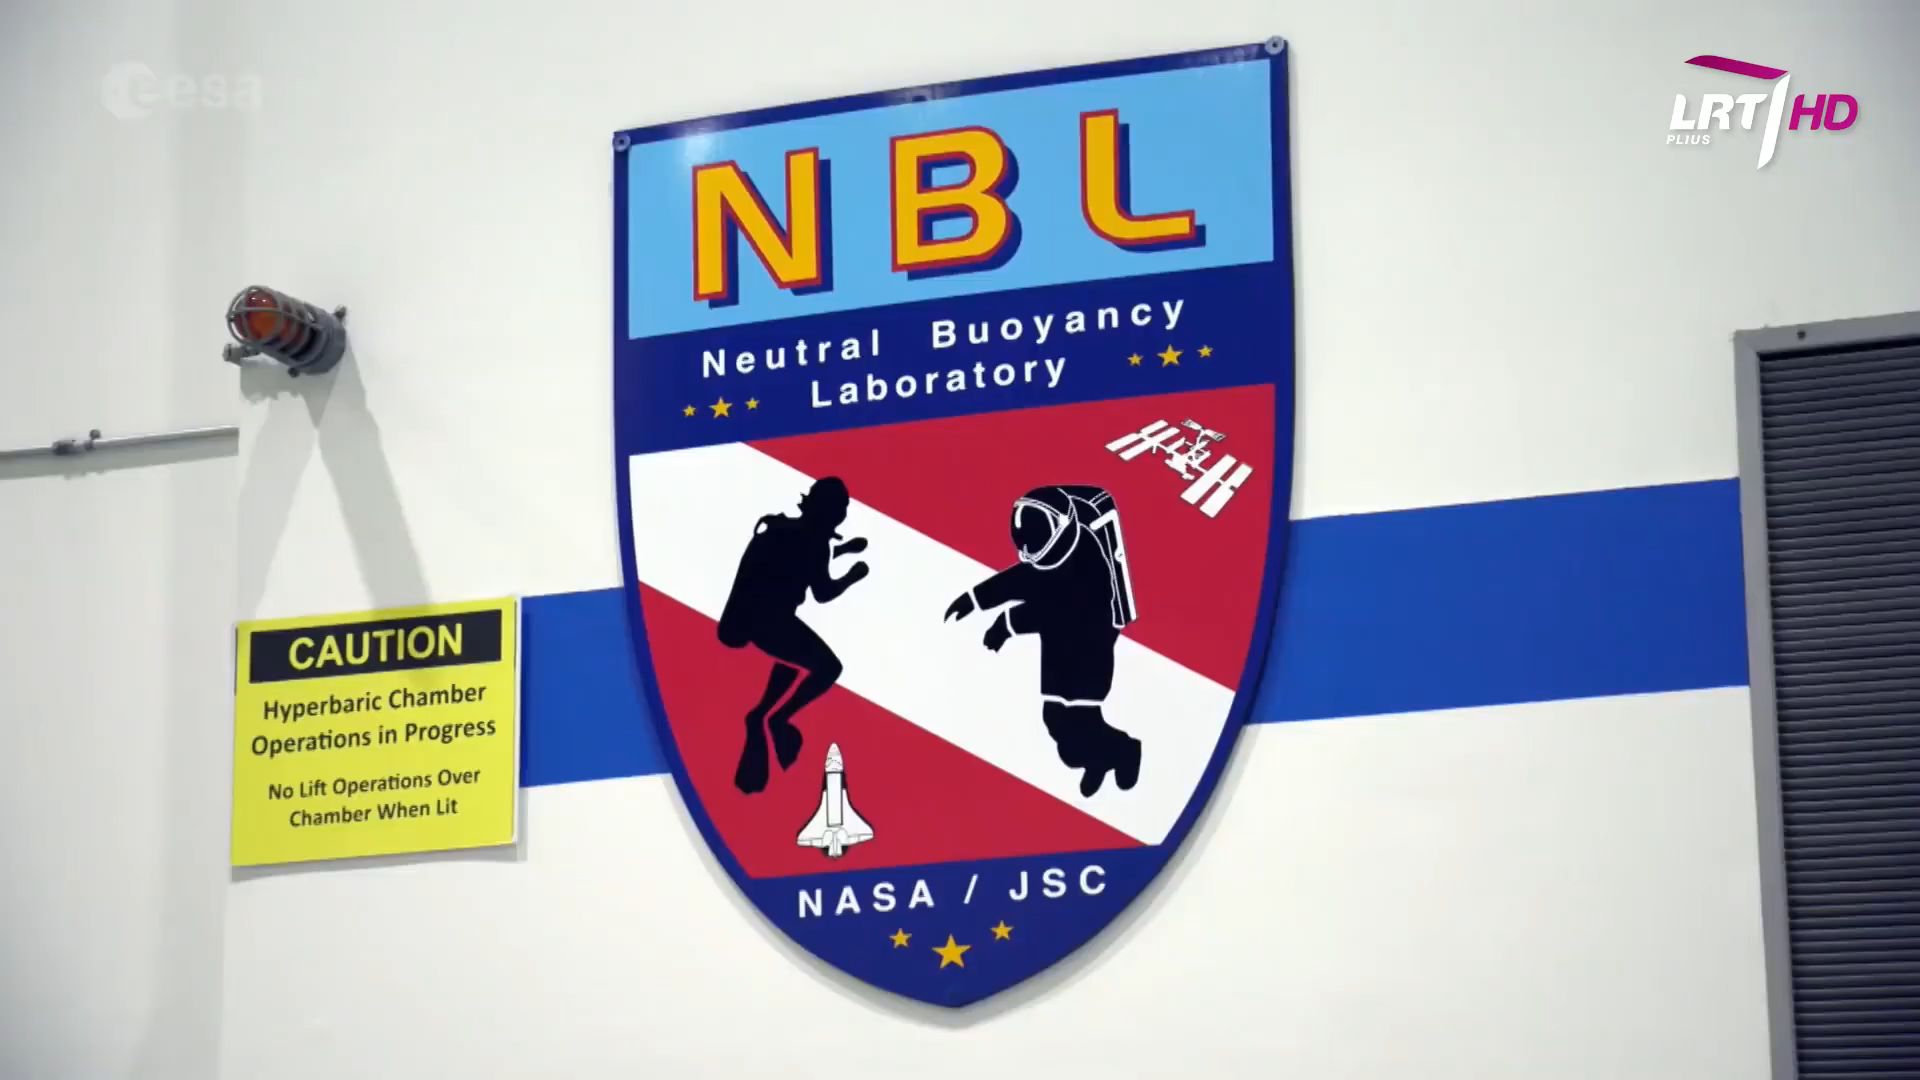 esa
LRT HD
PLIUS
NBL
Neutral Buoyancy
Laboratory
NASA / JSC
CAUTION
Hyperbaric Chamber
Operations in Progress
No Lift Operations Over
Chamber When Lit